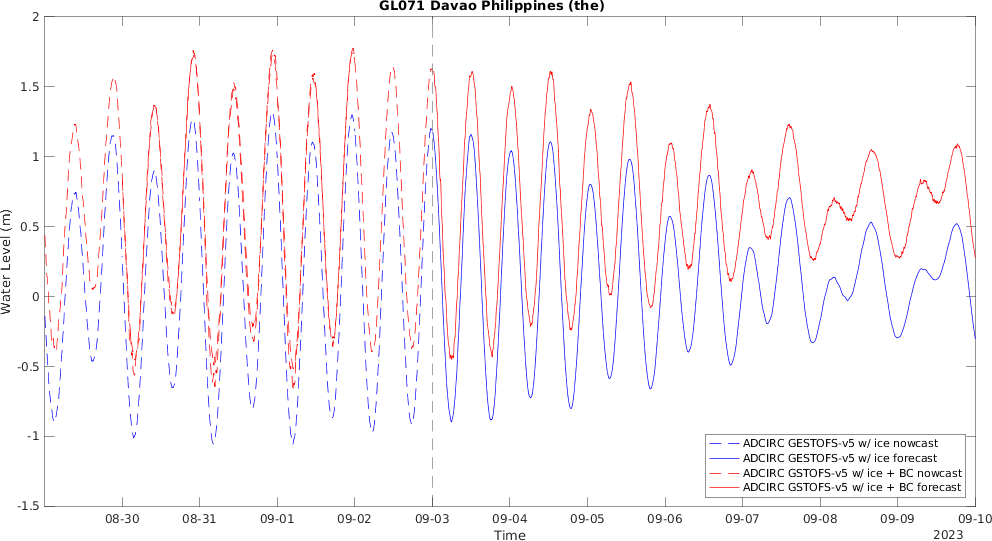 GL071 Davao Philippines (the)
2
1.5
1
0.5
0
-0.5
-1
-1.5
Water Level (m)
ADCIRC GESTOFS-v5 w/ ice nowcast
ADCIRC GESTOFS-v5 w/ ice forecast
ADCIRC GSTOFS-v5 w/ ice + BC nowcast
ADCIRC GSTOFS-v5 w/ ice + BC forecast
08-30 08-31 09-01 09-02 09-03 09-04 09-05 09-06 09-07 09-08 09-09 09-10
Time
2023